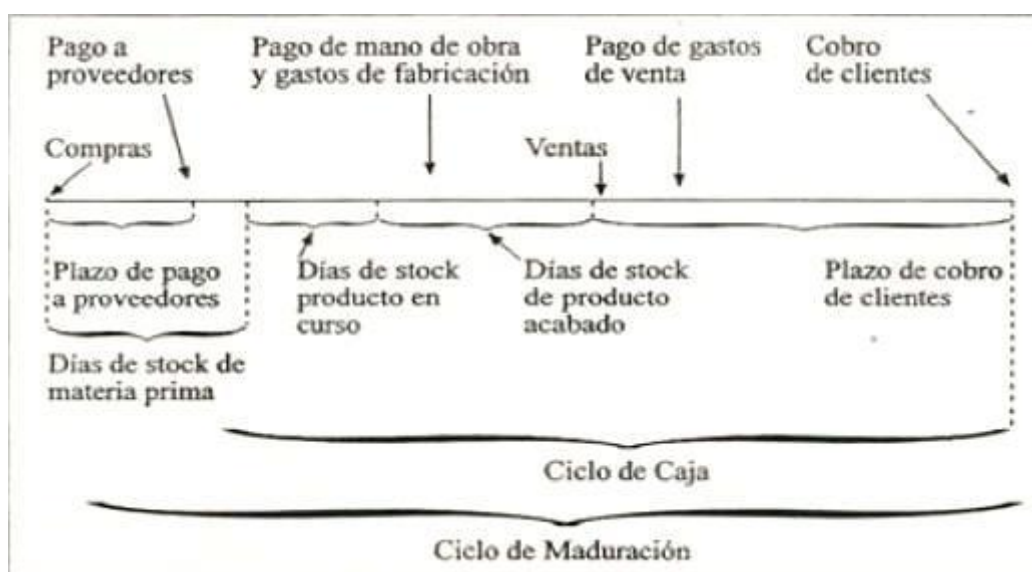 Pago a
proveedores
Pago de mano de obra
y gastos de fabricación
Pago de gastos
de venta
Cobro
de clientes
Compras
Ventas
Plazo de pago
a proveedores
Días de stock
producto en
curso
Días de stock
de producto
acabado
Plazo de cobro
de clientes
Días de stock de
materia prima
Ciclo de Caja
Ciclo de Maduración